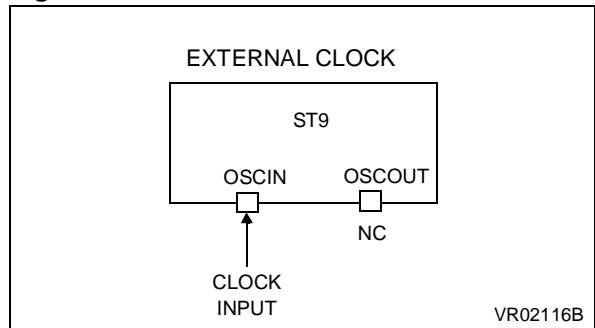 EXTERNAL CLOCK
ST9
OSCIN OSCOUT
NC
CLOCK
INPUT
VR02116B